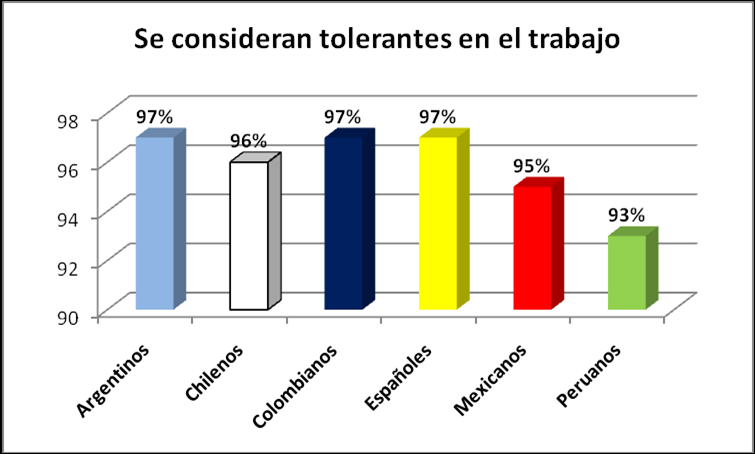 Se consideran tolerantes en el trabajo
97%
96%
97%
97%
95%
93%
98
96
94
92
90
Argentinos
Chilenos
Colombianos
Españoles
Mexicanos
Peruanos